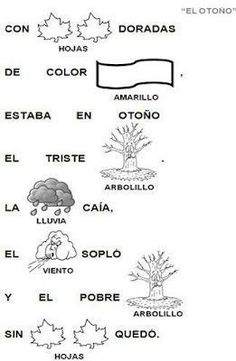 "EL OTOÑO"
CON DORADAS
HOJAS
DE COLOR ,
AMARILLO
ESTABA EN OTOÑO
EL TRISTE .
ARBOLILLO
LA CAÍA,
LLUVIA
EL SOPLÓ
VIENTO
Y EL POBRE
ARBOLILLO
SIN QUEDÓ.
HOJAS